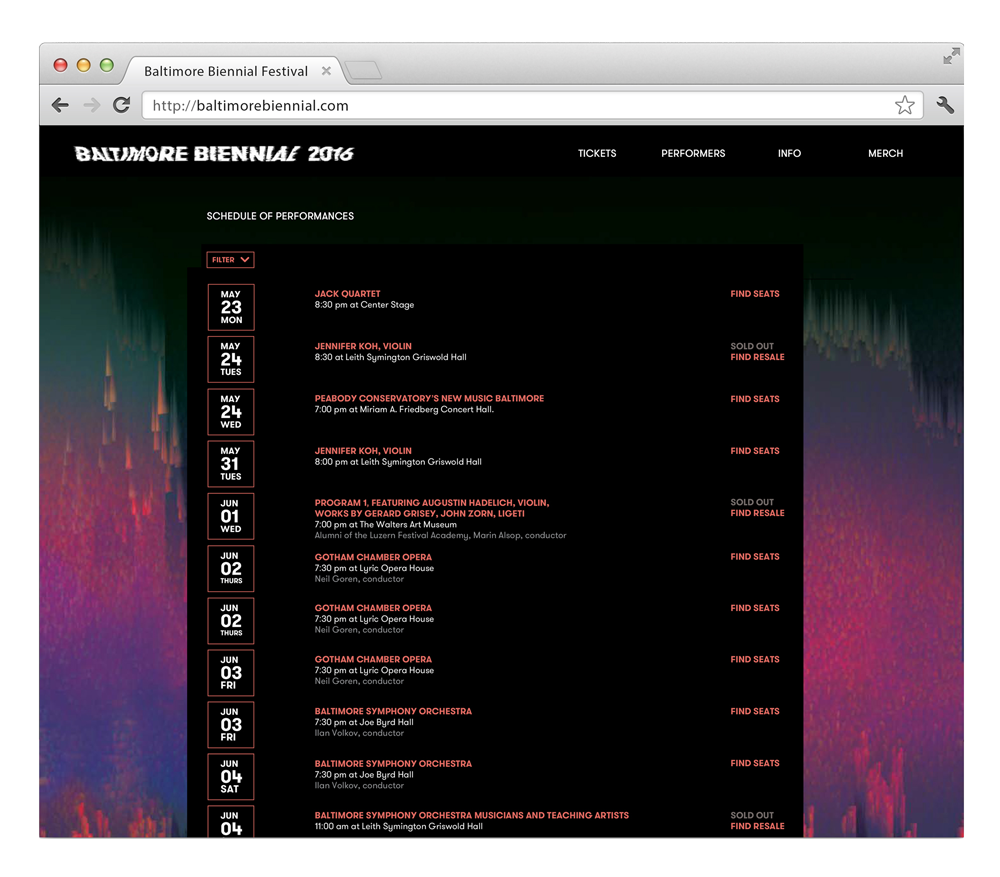 Baltimore Biennial Festival
http://baltimorebiennial.com
BALTIMORE BIENNIAL 2016
TICKETS
PERFORMERS
INFO
MERCH
SCHEDULE OF PERFORMANCES
FILTER
MAY
23
MON
JACK QUARTET
8:30 pm at Center Stage
FIND SEATS
MAY
24
TUES
JENNIFER KOH, VIOLIN
8:30 at Leith Symington Griswold Hall
SOLD OUT
FIND RESALE
MAY
24
WED
PEABODY CONSERVATORY'S NEW MUSIC BALTIMORE
7:00 pm at Miriam A. Friedberg Concert Hall.
FIND SEATS
MAY
31
TUES
JENNIFER KOH, VIOLIN
8:00 pm at Leith Symington Griswold Hall
FIND SEATS
JUN
01
WED
PROGRAM 1, FEATURING AUGUSTIN HADELICH, VIOLIN,
WORKS BY GERARD GRISEY, JOHN ZORN, LIGETI
7:00 pm at The Walters Art Museum
Alumni of the Luzern Festival Academy, Marin Alsop, conductor
SOLD OUT
FIND RESALE
JUN
02
THURS
GOTHAM CHAMBER OPERA
7:30 pm at Lyric Opera House
Neil Goren, conductor
FIND SEATS
JUN
02
THURS
GOTHAM CHAMBER OPERA
7:30 pm at Lyric Opera House
Neil Goren, conductor
FIND SEATS
JUN
03
FRI
GOTHAM CHAMBER OPERA
7:30 pm at Lyric Opera House
Neil Goren, conductor
FIND SEATS
JUN
03
FRI
BALTIMORE SYMPHONY ORCHESTRA
7:30 pm at Joe Byrd Hall
Ilan Volkov, conductor
FIND SEATS
JUN
04
SAT
BALTIMORE SYMPHONY ORCHESTRA
7:30 pm at Joe Byrd Hall
Ilan Volkov, conductor
FIND SEATS
JUN
04
BALTIMORE SYMPHONY ORCHESTRA MUSICIANS AND TEACHING ARTISTS
11:00 am at Leith Symington Griswold Hall
SOLD OUT
FIND RESALE